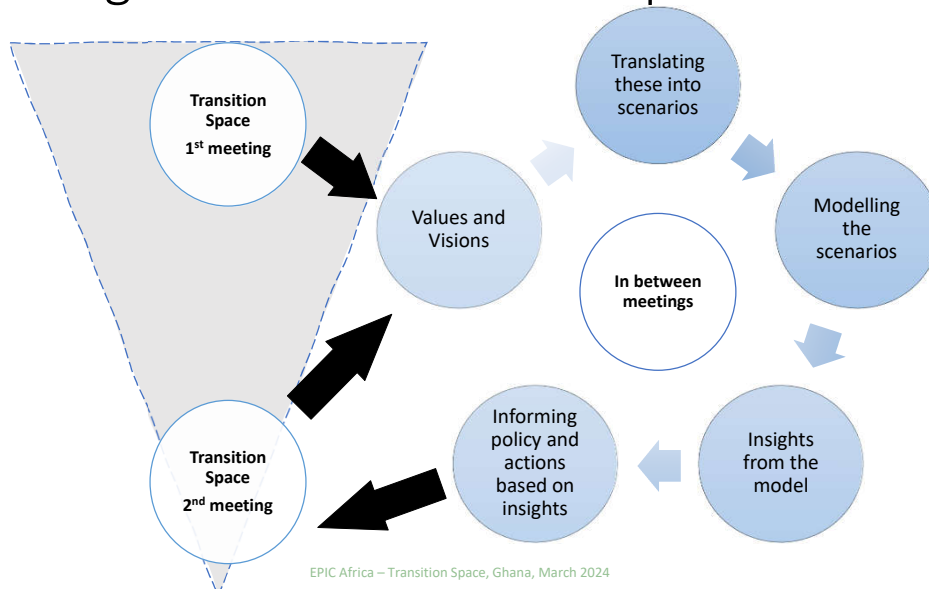 Transition
Space
1st meeting
Values and
Visions
Translating
these into
scenarios
Modelling
the
scenarios
In between
meetings
Insights
from the
model
Informing
policy and
actions
based on
insights
Transition
Space
2nd meeting
EPIC Africa – Transition Space, Ghana, March 2024